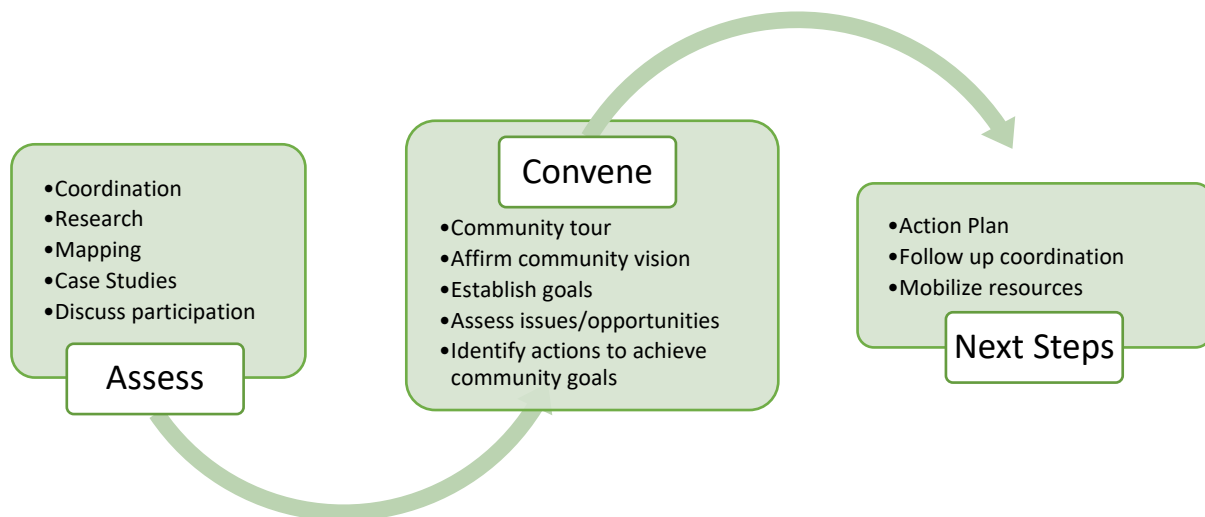 •Coordination
•Research
•Mapping
•Case Studies
•Discuss participation
Assess
Convene
•Community tour
•Affirm community vision
•Establish goals
•Assess issues/opportunities
•Identify actions to achieve
community goals
•Action Plan
•Follow up coordination
•Mobilize resources
Next Steps